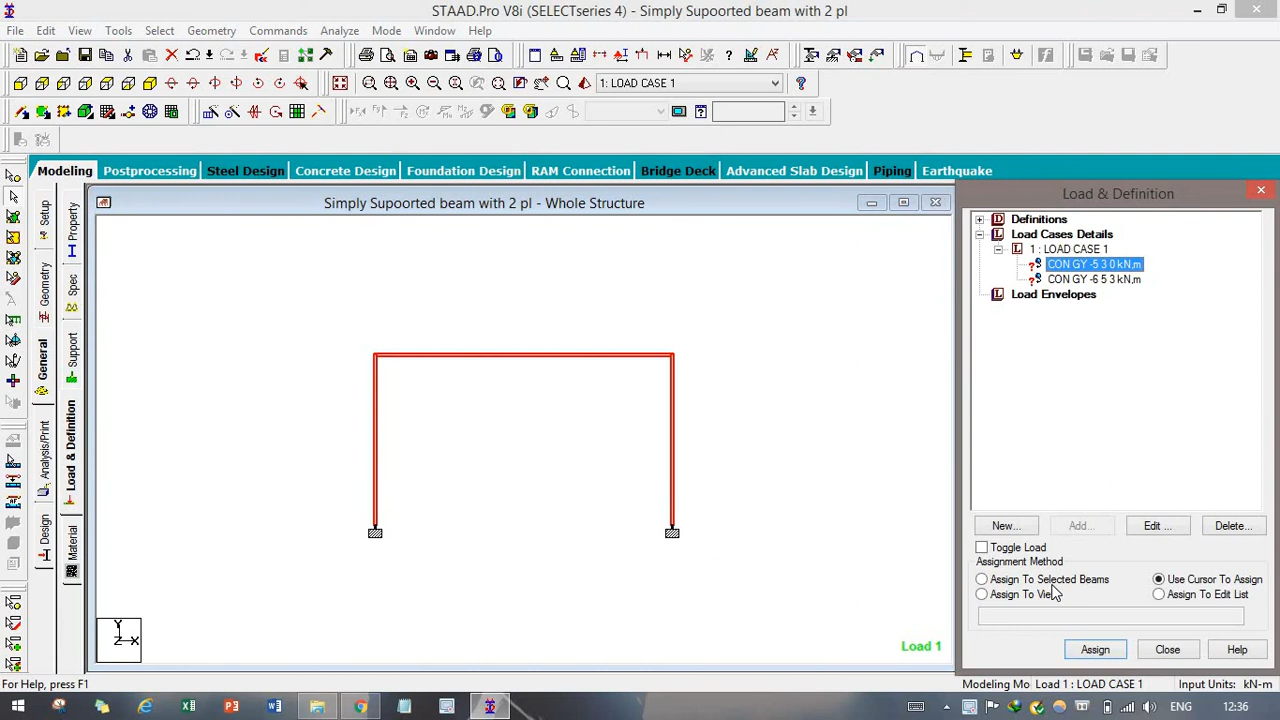 STAAD.Pro V8i (SELECTseries 4) - Simply Supoorted beam with 2 pl
File Edit View Tools Select Geometry Commands Analyze Mode Window Help
1: LOAD CASE 1
Modeling Postprocessing Steel Design Concrete Design Foundation Design RAM Connection Bridge Deck Advanced Slab Design Piping Earthquake
Setup
Geometry
General
Analysis/Print
Design
Property
Spec
Support
Load & Definition
Material
Simply Supoorted beam with 2 pl - Whole Structure
Y
Z X
Load 1
Load & Definition
Definitions
Load Cases Details
1 : LOAD CASE 1
CON GY -5 3 0 kN,m
CON GY -6 5 3 kN,m
Load Envelopes
New... Add... Edit ... Delete...
Toggle Load
Assignment Method
Assign To Selected Beams Use Cursor To Assign
Assign To View Assign To Edit List
Assign Close Help
For Help, press F1 Modeling Mo Load 1 : LOAD CASE 1 Input Units: kN-m
ENG 12:36